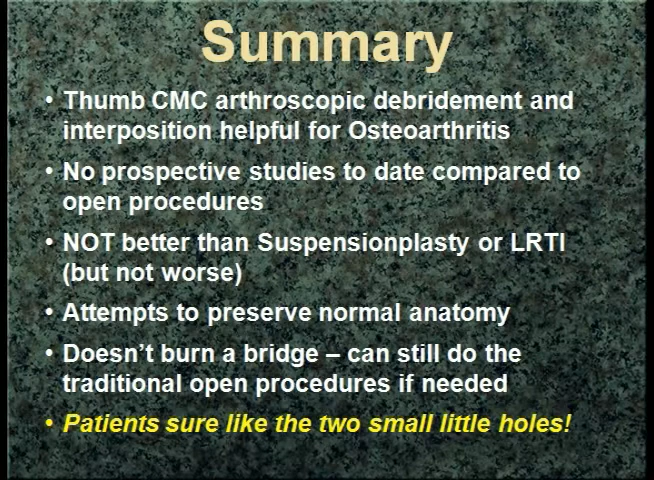 Summary
• Thumb CMC arthroscopic debridement and
interposition helpful for Osteoarthritis
• No prospective studies to date compared to
open procedures
• NOT better than Suspensionplasty or LRTI
(but not worse)
• Attempts to preserve normal anatomy
• Doesn’t burn a bridge – can still do the
traditional open procedures if needed
• Patients sure like the two small little holes!